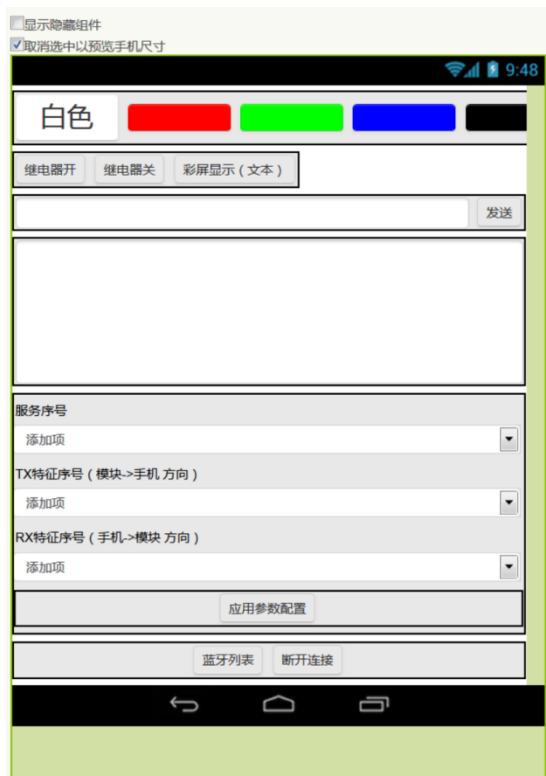 显示隐藏组件
取消选中以预览手机尺寸
9:48
白色
继电器开 继电器关 彩屏显示(文本)
发送
服务序号
添加项
TX特征序号(模块->手机 方向)
添加项
RX特征序号(手机->模块 方向)
添加项
应用参数配置
蓝牙列表 断开连接